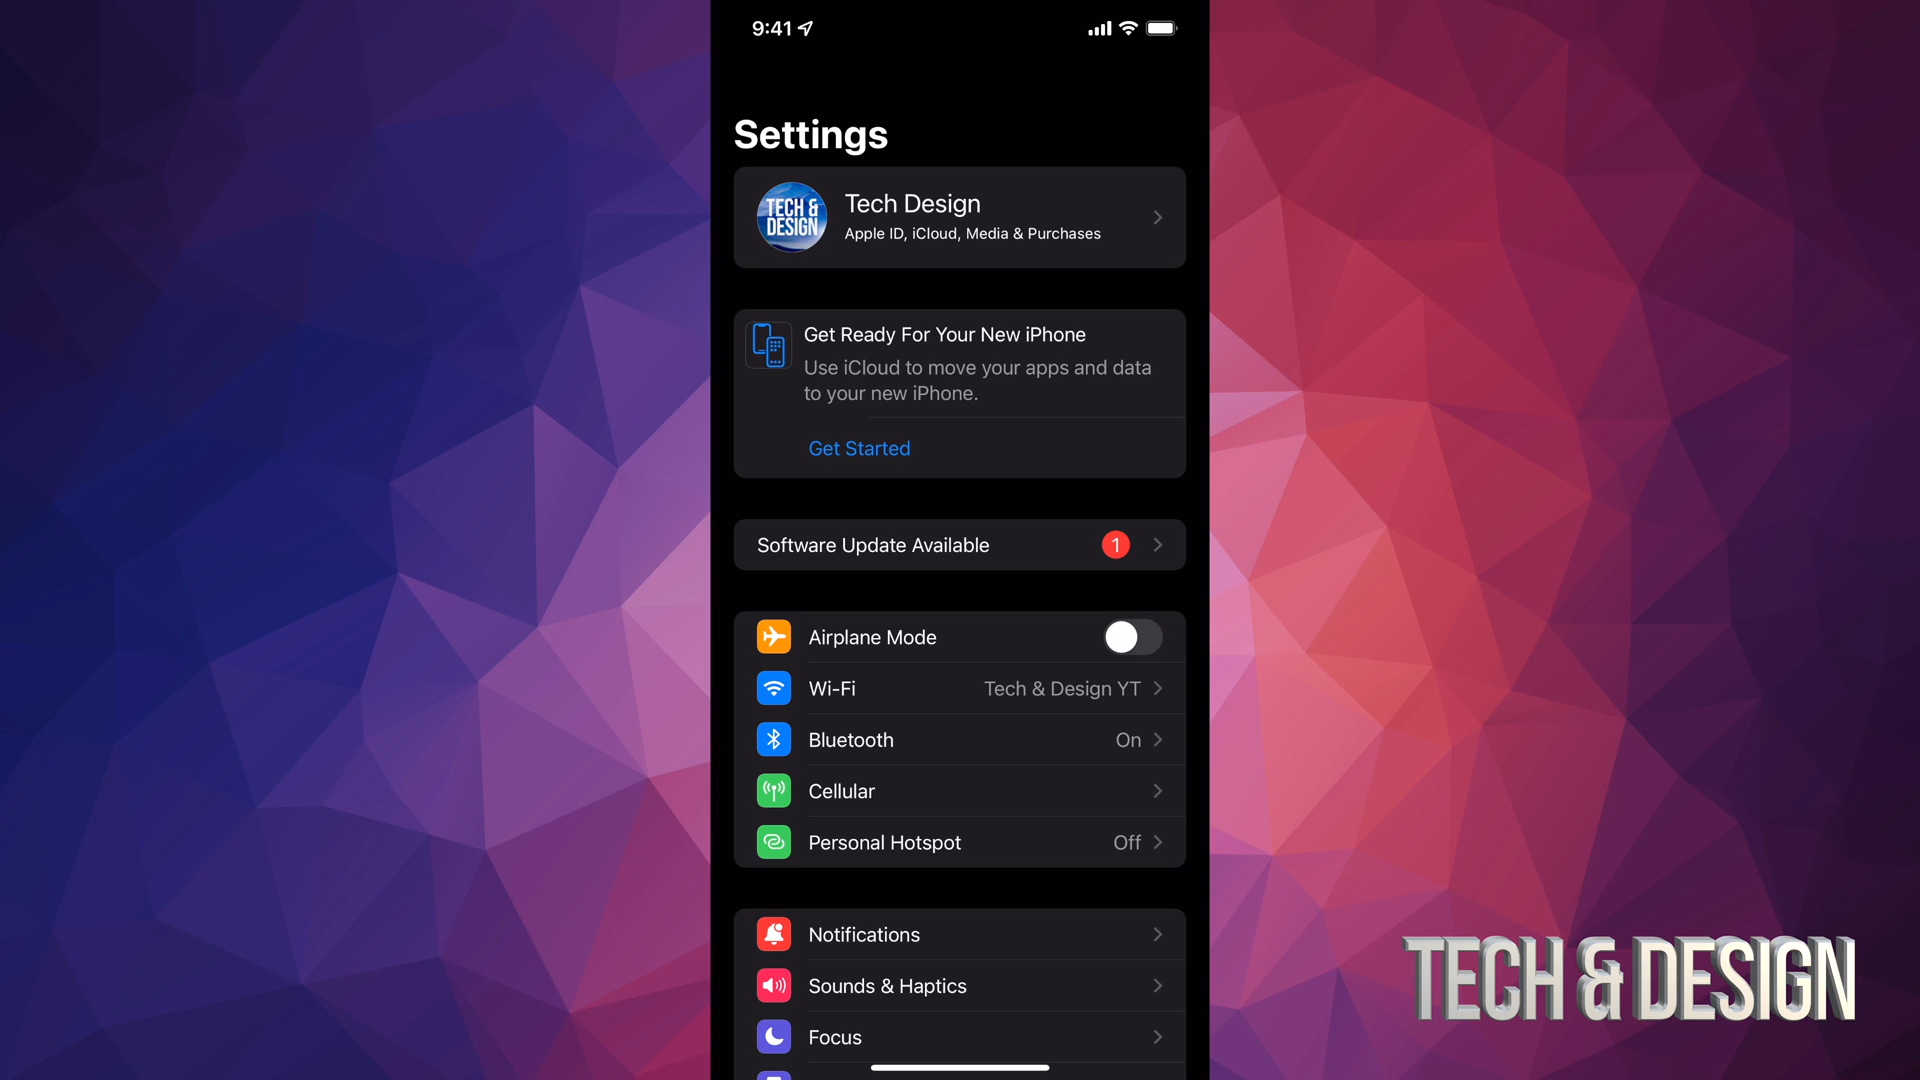 9:41
Settings
TECH &
DESIGN
Tech Design
Apple ID, iCloud, Media & Purchases
Get Ready For Your New iPhone
Use iCloud to move your apps and data
to your new iPhone.
Get Started
Software Update Available 1
Airplane Mode
Wi-Fi Tech & Design YT
Bluetooth On
Cellular
Personal Hotspot Off
Notifications
Sounds & Haptics
Focus
TECH & DESIGN